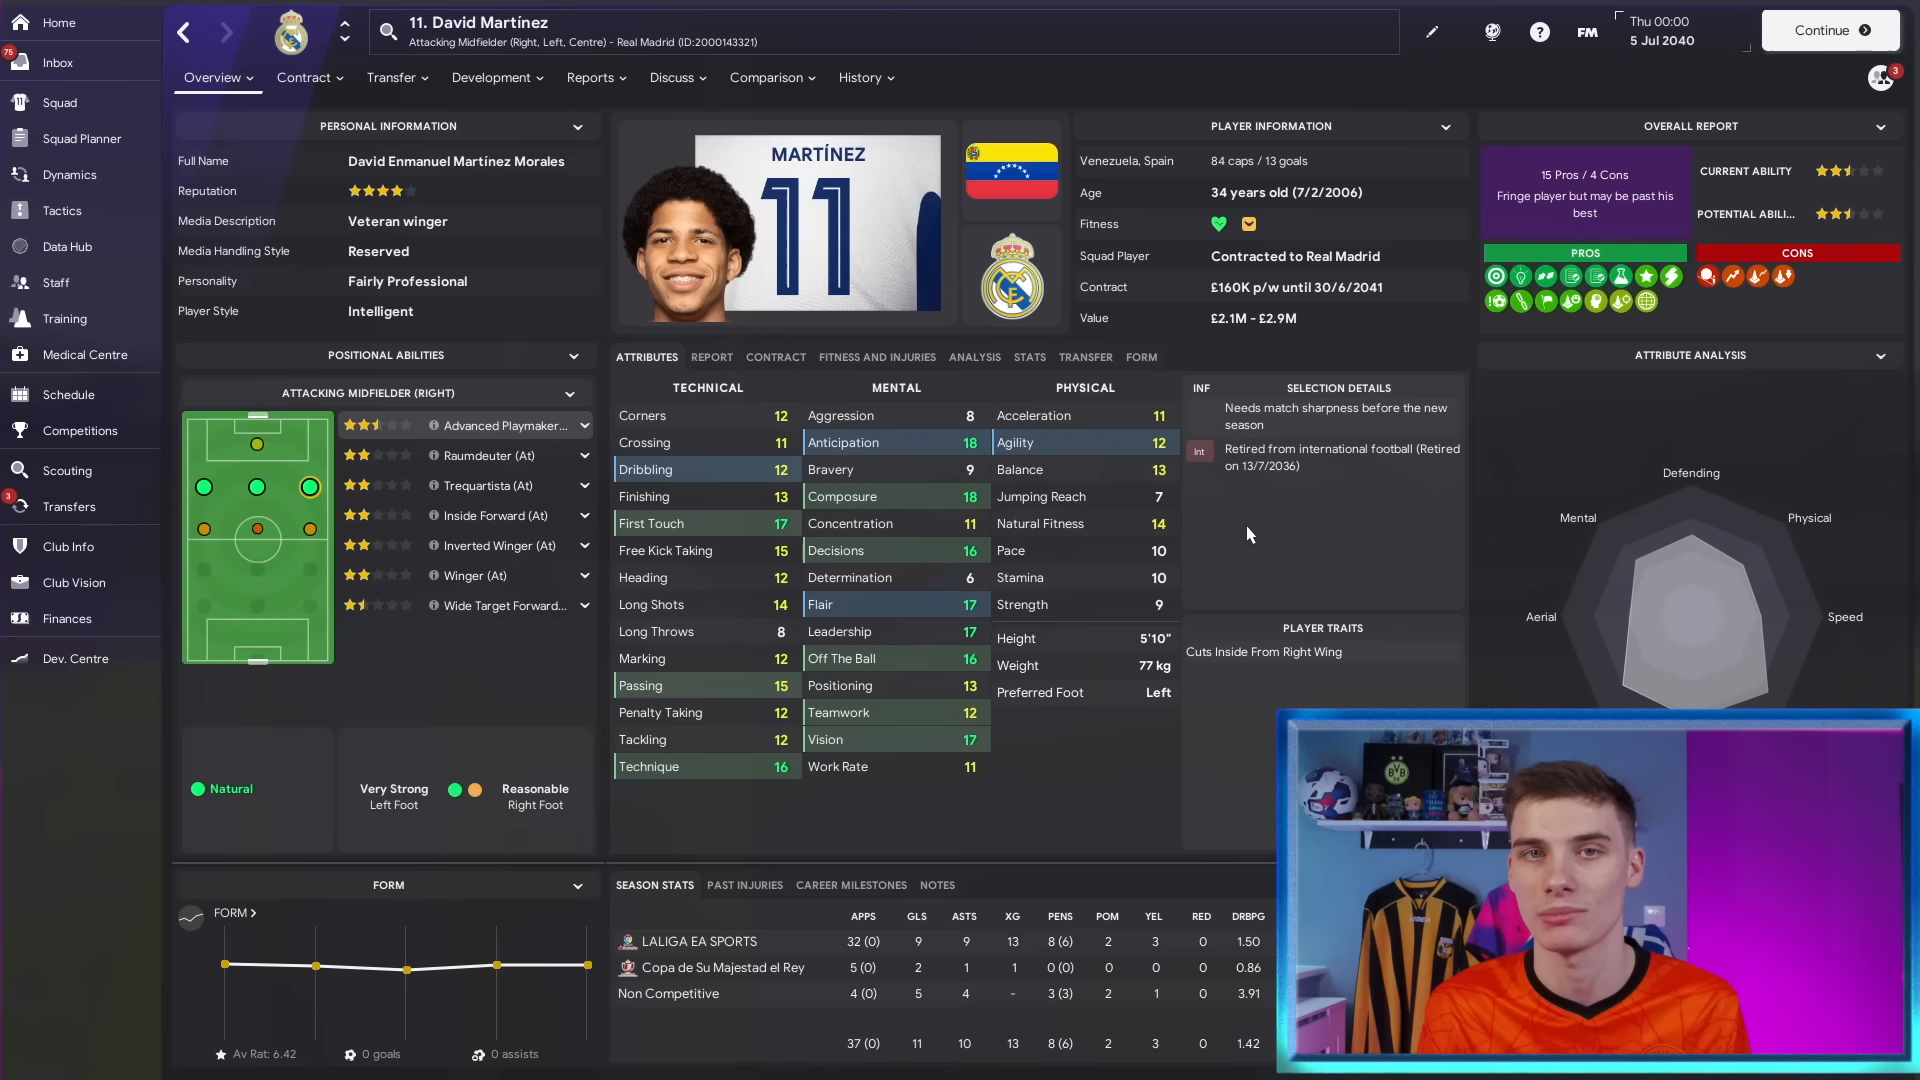 Home
75
Inbox
Squad
Squad Planner
Dynamics
Tactics
Data Hub
Staff
Training
Medical Centre
Schedule
Competitions
Scouting
3
Transfers
Club Info
Club Vision
Finances
Dev. Centre
11. David Martínez
Attacking Midfielder (Right, Left, Centre) - Real Madrid (ID:2000143321)
FM
Thu 00:00
5 Jul 2040
Continue
Overview
Contract
Transfer
Development
Reports
Discuss
Comparison
History
3
PERSONAL INFORMATION
Full Name David Enmanuel Martínez Morales
Reputation
Media Description Veteran winger
Media Handling Style Reserved
Personality Fairly Professional
Player Style Intelligent
MARTÍNEZ
11
PLAYER INFORMATION
Venezuela, Spain 84 caps / 13 goals
Age 34 years old (7/2/2006)
Fitness
Squad Player Contracted to Real Madrid
Contract £160K p/w until 30/6/2041
Value £2.1M - £2.9M
OVERALL REPORT
15 Pros / 4 Cons
Fringe player but may be past his
best
CURRENT ABILITY
POTENTIAL ABILI...
PROS
CONS
POSITIONAL ABILITIES
ATTACKING MIDFIELDER (RIGHT)
Advanced Playmaker...
Raumdeuter (At)
Trequartista (At)
Inside Forward (At)
Inverted Winger (At)
Winger (At)
Wide Target Forward...
Natural
Very Strong
Left Foot
Reasonable
Right Foot
ATTRIBUTES REPORT CONTRACT FITNESS AND INJURIES ANALYSIS STATS TRANSFER FORM
TECHNICAL
Corners 12
Crossing 11
Dribbling 12
Finishing 13
First Touch 17
Free Kick Taking 15
Heading 12
Long Shots 14
Long Throws 8
Marking 12
Passing 15
Penalty Taking 12
Tackling 12
Technique 16
MENTAL
Aggression 8
Anticipation 18
Bravery 9
Composure 18
Concentration 11
Decisions 16
Determination 6
Flair 17
Leadership 17
Off The Ball 16
Positioning 13
Teamwork 12
Vision 17
Work Rate 11
PHYSICAL
Acceleration 11
Agility 12
Balance 13
Jumping Reach 7
Natural Fitness 14
Pace 10
Stamina 10
Strength 9
Height 5'10"
Weight 77 kg
Preferred Foot Left
INF SELECTION DETAILS
Needs match sharpness before the new
season
Int
Retired from international football (Retired
on 13/7/2036)
PLAYER TRAITS
Cuts Inside From Right Wing
ATTRIBUTE ANALYSIS
Defending
Mental
Physical
Aerial
Speed
FORM
FORM
Av Rat: 6.42
0 goals
0 assists
SEASON STATS PAST INJURIES CAREER MILESTONES NOTES
APPS GLS ASTS XG PENS POM YEL RED DRBPG
LALIGA EA SPORTS 32 (0) 9 9 13 8 (6) 2 3 0 1.50
Copa de Su Majestad el Rey 5 (0) 2 1 1 0 (0) 0 0 0 0.86
Non Competitive 4 (0) 5 4 - 3 (3) 2 1 0 3.91
37 (0) 11 10 13 8 (6) 2 3 0 1.42
BVB